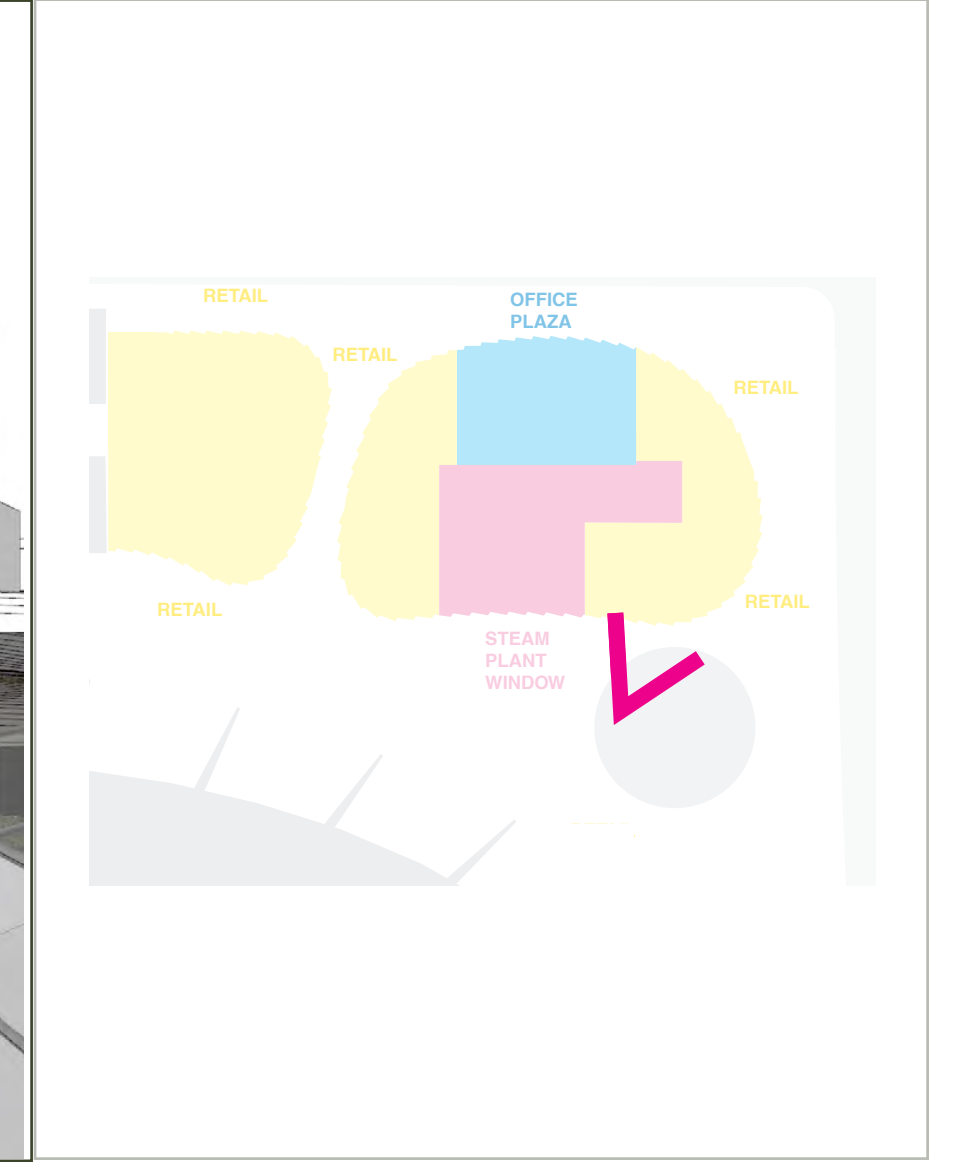 RETAIL
OFFICE
PLAZA
RETAIL
RETAIL
RETAIL
RETAIL
STEAM
PLANT
WINDOW